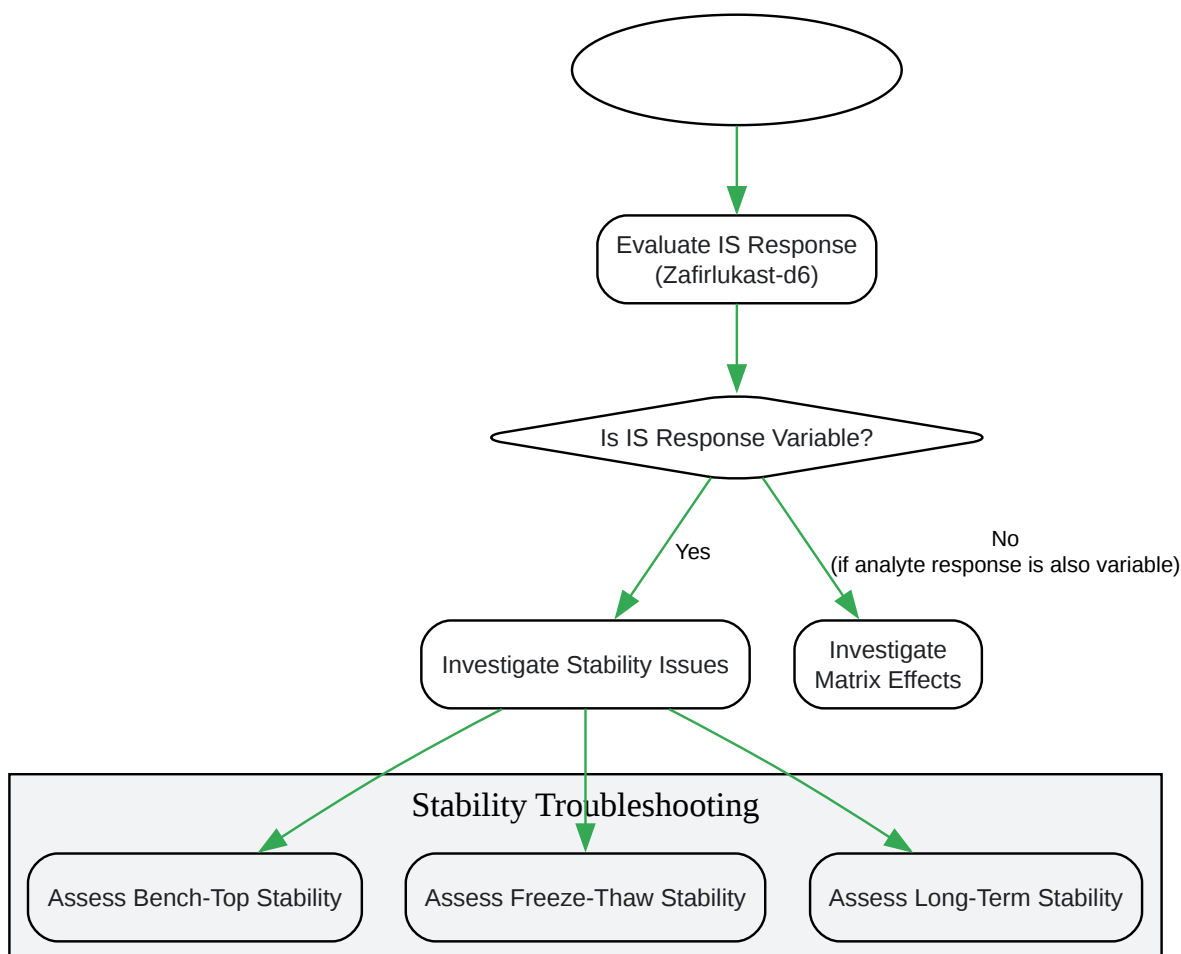 Evaluate IS Response
(Zafirlukast-d6)
Is IS Response Variable?
Yes
No
(if analyte response is also variable)
Investigate Stability Issues
Investigate
Matrix Effects
Stability Troubleshooting
Assess Bench-Top Stability
Assess Freeze-Thaw Stability
Assess Long-Term Stability